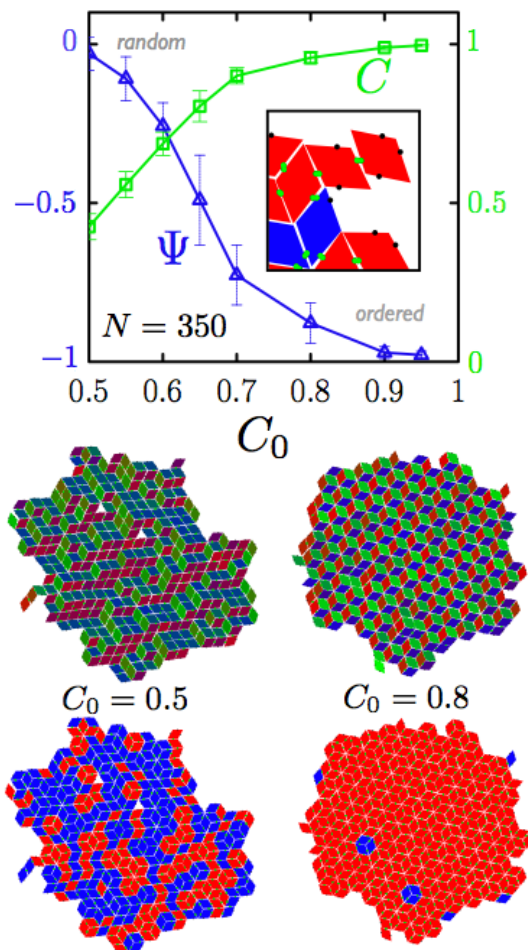 0
random
1
C
−0.5
0.5
Ψ
N = 350
ordered
−1
0
0.5
0.6
0.7
0.8
0.9
1
C₀
C₀ = 0.5
C₀ = 0.8